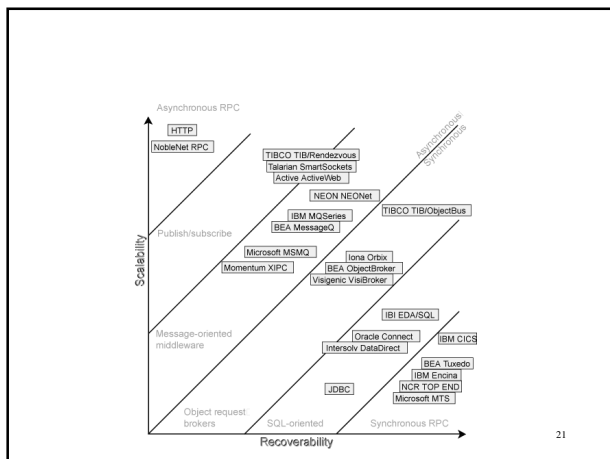 Asynchronous RPC
HTTP
NobleNet RPC
Asynchronous
Synchronous
TIBCO TIB/Rendezvous
Talarian SmartSockets
Active ActiveWeb
NEON NEONet
TIBCO TIB/ObjectBus
IBM MQSeries
BEA MessageQ
Publish/subscribe
Microsoft MSMQ
Momentum XIPC
Iona Orbix
BEA ObjectBroker
Visigenic VisiBroker
Scalability
IBI EDA/SQL
Message-oriented
middleware
Oracle Connect
Intersolv DataDirect
IBM CICS
BEA Tuxedo
IBM Encina
NCR TOP END
Microsoft MTS
JDBC
Object request
brokers
SQL-oriented
Synchronous RPC
Recoverability
21